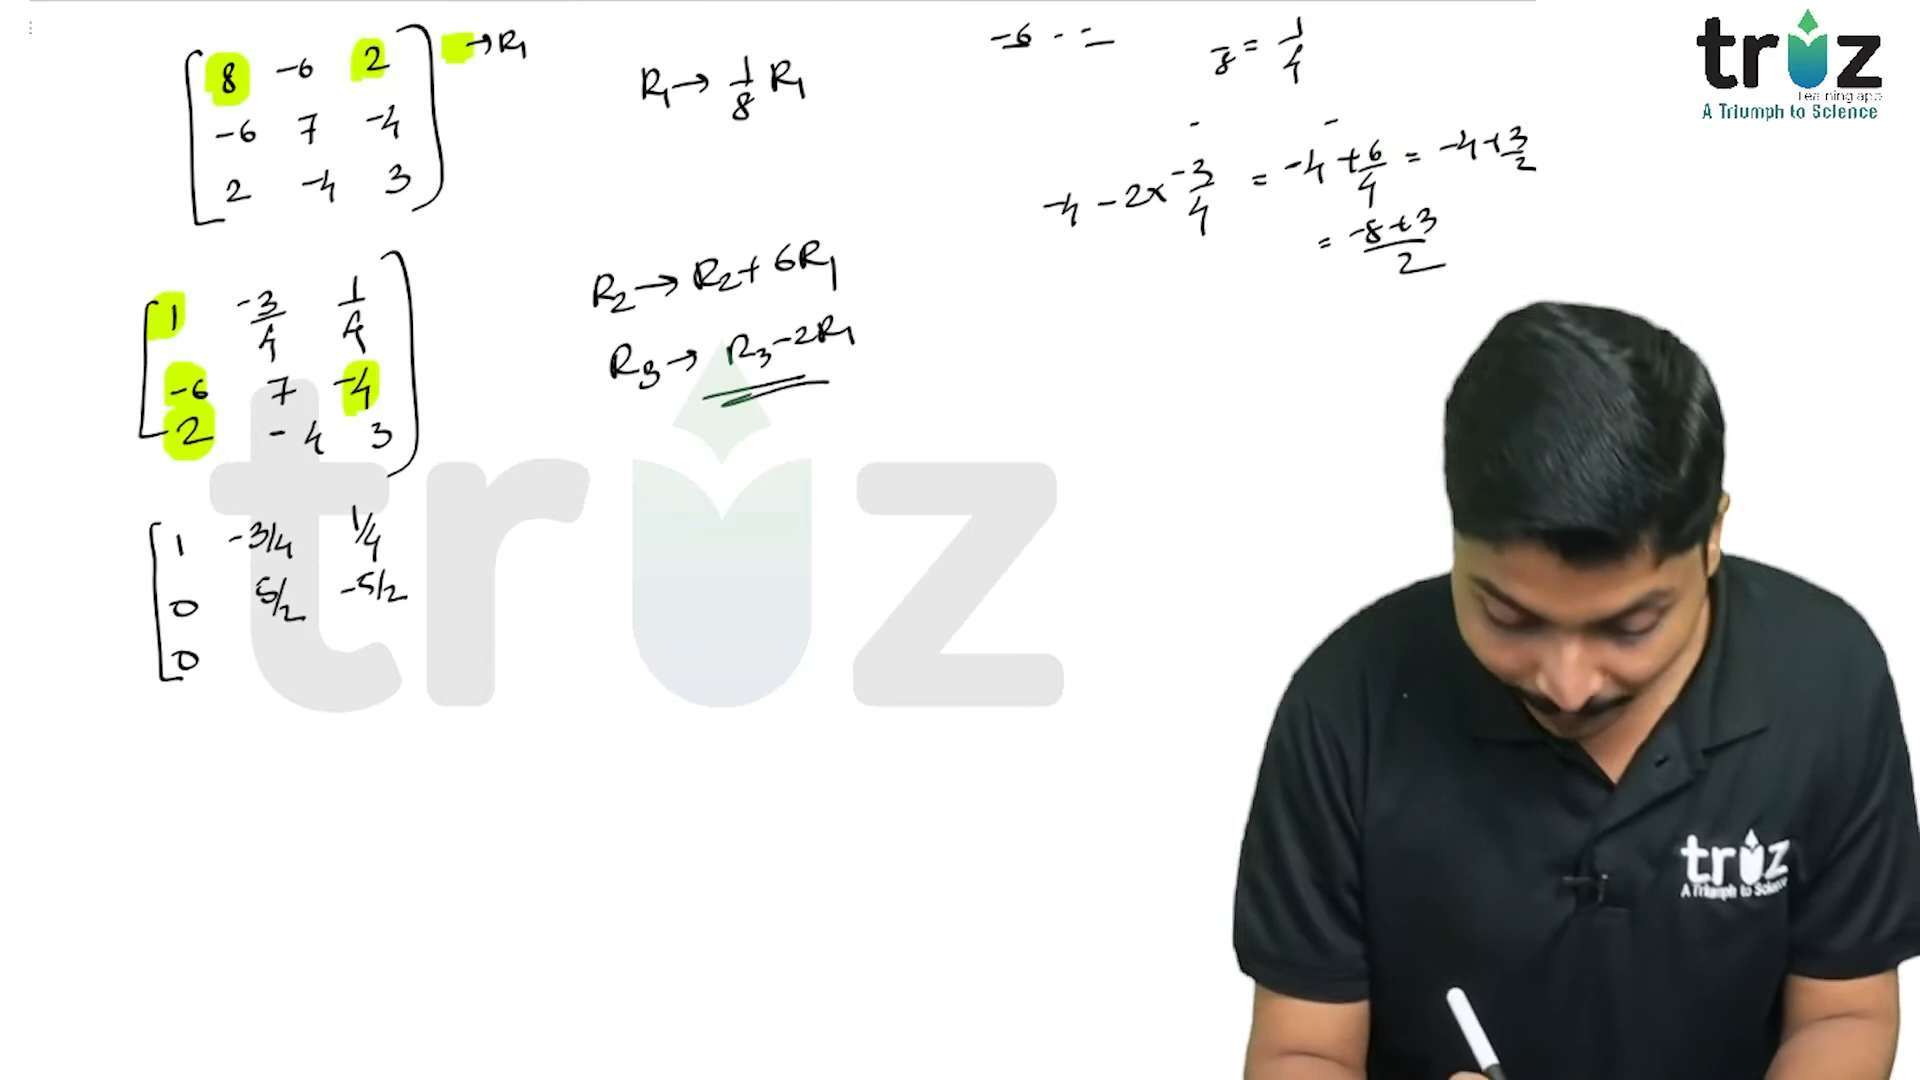 8 -6 2 → R1
-6 7 -4
2 -4 3
R1 → 1/8 R1
1 -3/4 1/4
-6 7 -4
2 -4 3
R2 → R2 + 6R1
R3 → R3 - 2R1
1 -3/4 1/4
0 5/2 -5/2
0
-6
8 = 1/4
-4 - 2x -3/4 = -4 + 6/4 = -4 + 3/2
= -8+3/2
truz
Learning app
A Triumph to Science
truz
truz
A Triumph to Science